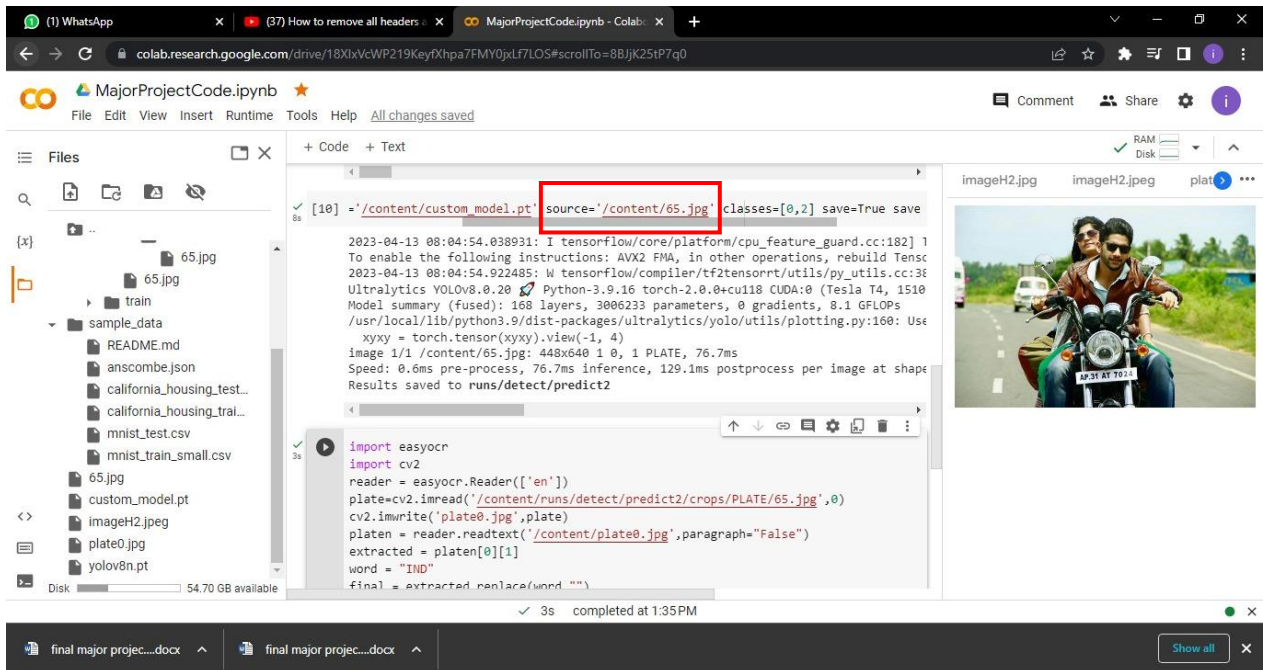 (1) WhatsApp
(37) How to remove all headers a
MajorProjectCode.ipynb - Colabo
colab.research.google.com/drive/18XIxVcWP219KeyfXhpa7FMY0jxLf7LOS#scrollTo=8BJjK25tP7q0
MajorProjectCode.ipynb
File Edit View Insert Runtime Tools Help All changes saved
Comment Share i
Files
+ Code + Text
RAM
Disk
{x}
..
65.jpg
65.jpg
train
sample_data
README.md
anscombe.json
california_housing_test...
california_housing_trai...
mnist_test.csv
mnist_train_small.csv
65.jpg
custom_model.pt
imageH2.jpeg
plate0.jpg
yolov8n.pt
Disk 54.70 GB available
[10] ='/content/custom_model.pt' source='/content/65.jpg' classes=[0,2] save=True save
8s
2023-04-13 08:04:54.038931: I tensorflow/core/platform/cpu_feature_guard.cc:182] T
To enable the following instructions: AVX2 FMA, in other operations, rebuild Tenso
2023-04-13 08:04:54.922485: W tensorflow/compiler/tf2tensorrt/utils/py_utils.cc:38
Ultralytics YOLOv8.0.20 🚀 Python-3.9.16 torch-2.0.0+cu118 CUDA:0 (Tesla T4, 1510
Model summary (fused): 168 layers, 3006233 parameters, 0 gradients, 8.1 GFLOPs
/usr/local/lib/python3.9/dist-packages/ultralytics/yolo/utils/plotting.py:160: Use
xyxy = torch.tensor(xyxy).view(-1, 4)
image 1/1 /content/65.jpg: 448x640 1 0, 1 PLATE, 76.7ms
Speed: 0.6ms pre-process, 76.7ms inference, 129.1ms postprocess per image at shape
Results saved to runs/detect/predict2
3s
import easyocr
import cv2
reader = easyocr.Reader(['en'])
plate=cv2.imread('/content/runs/detect/predict2/crops/PLATE/65.jpg',0)
cv2.imwrite('plate0.jpg',plate)
platen = reader.readtext('/content/plate0.jpg',paragraph="False")
extracted = platen[0][1]
word = "IND"
final = extracted.replace(word,"")
imageH2.jpg imageH2.jpeg plat
AP.31 AT 7024
3s completed at 1:35 PM
final major projec....docx
final major projec....docx
Show all